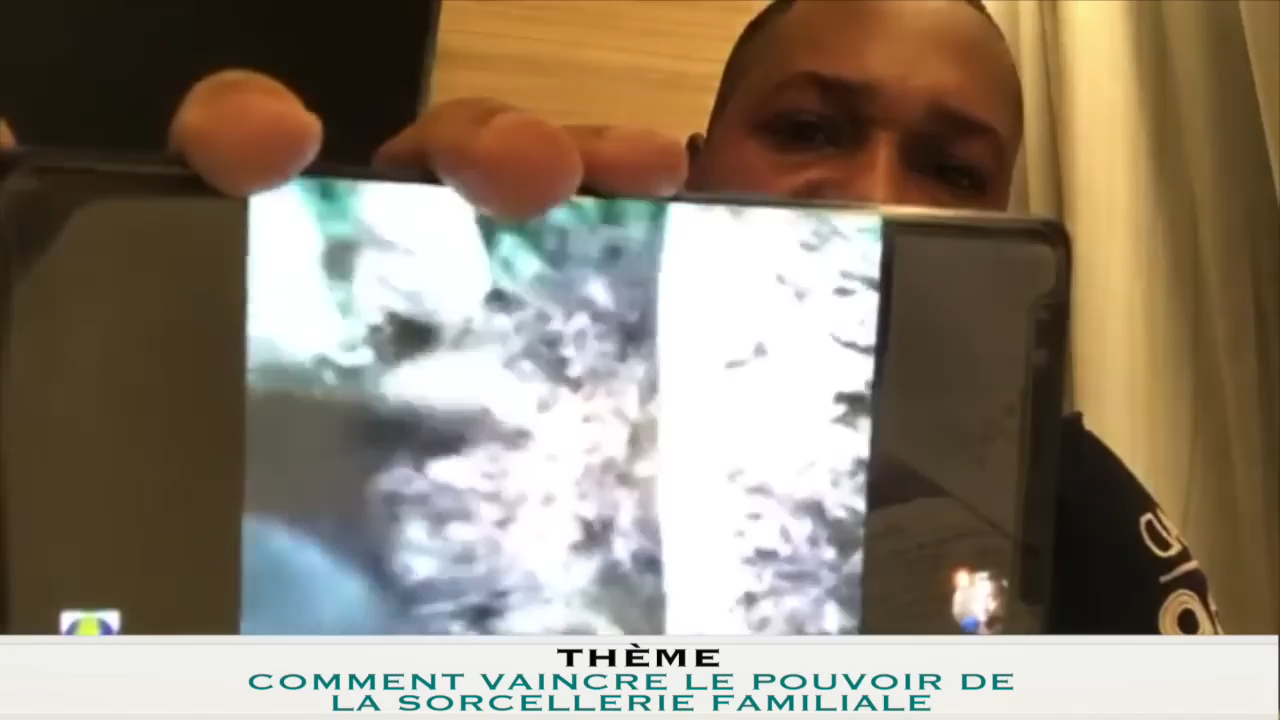 THÈME
COMMENT VAINCRE LE POUVOIR DE
LA SORCELLERIE FAMILIALE